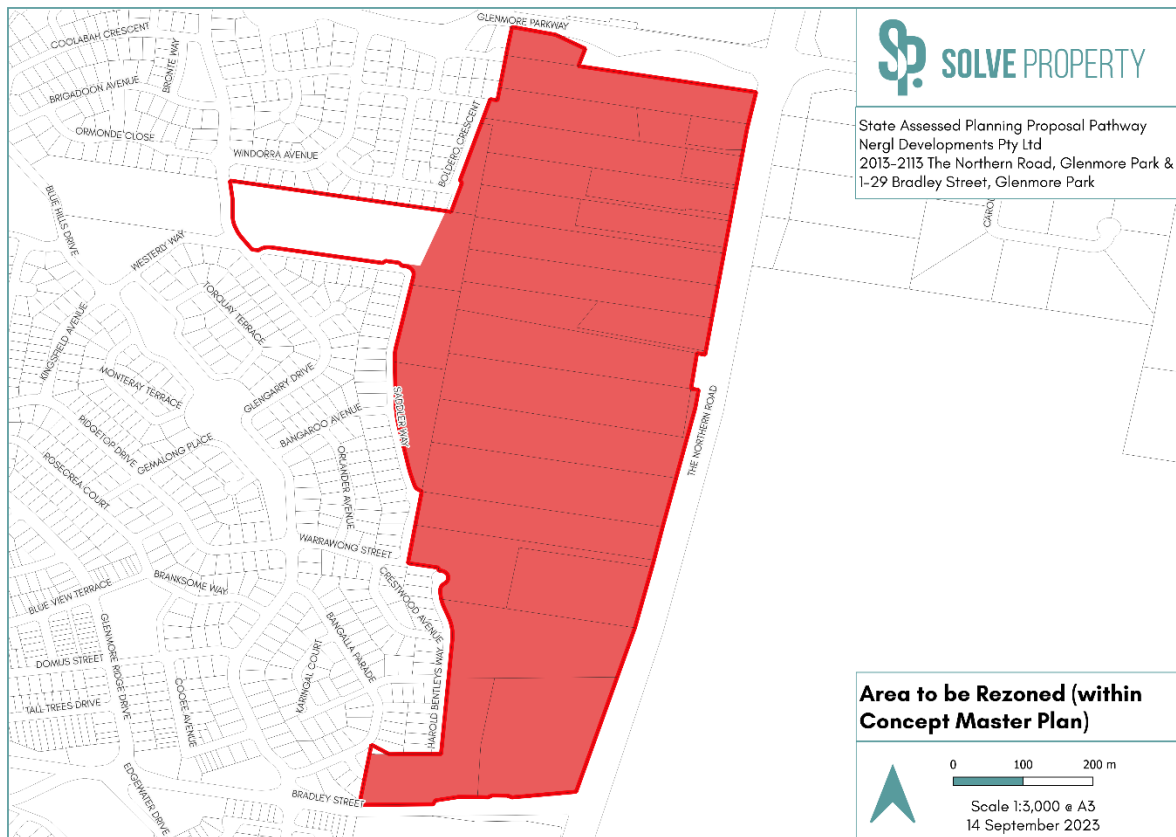 GLENMORE PARKWAY
COOLABAH CRESCENT
BRONTE WAY
BRIGADOON AVENUE
ORMONDE CLOSE
WINDORRA AVENUE
BOLDERO CRESCENT
BLUE HILLS DRIVE
WESTERLY WAY
TORQUAY TERRACE
KINGSFIELD AVENUE
MONTERAY TERRACE
GLENGARRY DRIVE
SADDLER WAY
BANGAROO AVENUE
RIDGETOP DRIVE
GEMALONG PLACE
ORLANDER AVENUE
ROSECREA COURT
THE NORTHERN ROAD
WARRAWONG STREET
BRANKSOME WAY
CRESTWOOD AVENUE
BLUE VIEW TERRACE
GLENMORE RIDGE DRIVE
BANGALLA PARADE
DOMUS STREET
KARINGAL COURT
COOGEE AVENUE
HAROLD BENTLEYS WAY
TALL TREES DRIVE
EDGEWATER DRIVE
BRADLEY STREET
SP.
SOLVE PROPERTY
State Assessed Planning Proposal Pathway
Nergl Developments Pty Ltd
2013-2113 The Northern Road, Glenmore Park &
1-29 Bradley Street, Glenmore Park
Area to be Rezoned (within
Concept Master Plan)
0 100 200 m
Scale 1:3,000 @ A3
14 September 2023